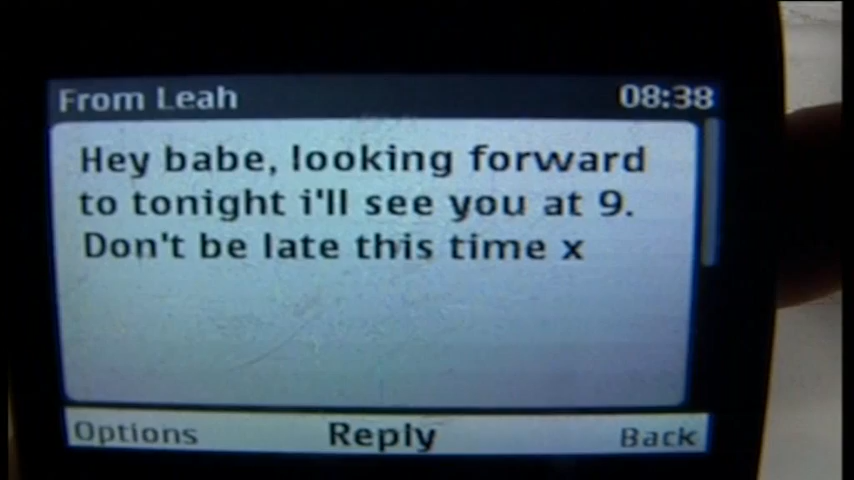 From Leah 08:38
Hey babe, looking forward
to tonight i'll see you at 9.
Don't be late this time x
Options Reply Back